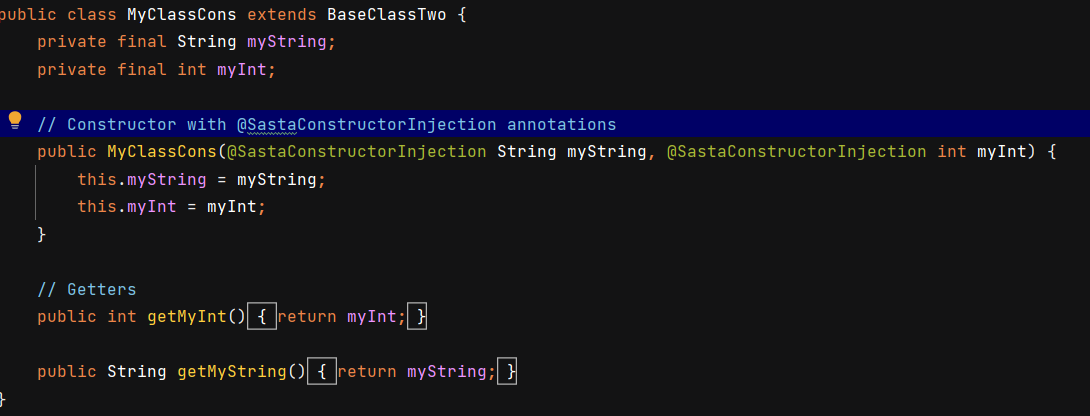 public class MyClassCons extends BaseClassTwo {
    private final String myString;
    private final int myInt;

    // Constructor with @SastaConstructorInjection annotations
    public MyClassCons(@SastaConstructorInjection String myString, @SastaConstructorInjection int myInt) {
        this.myString = myString;
        this.myInt = myInt;
    }

    // Getters
    public int getMyInt() { return myInt; }

    public String getMyString() { return myString; }
}